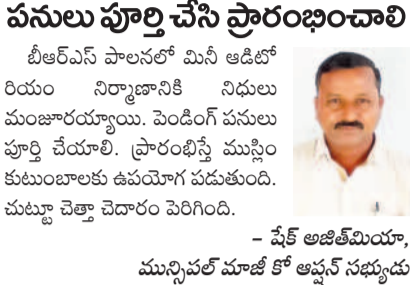 పనులు పూర్తి చేసి ప్రారంభించాలి
బీఆర్ఎస్ పాలనలో మినీ ఆడిటో
రియం నిర్మాణానికి నిధులు
మంజూరయ్యాయి. పెండింగ్ పనులు
పూర్తి చేయాలి. ప్రారంభిస్తే ముస్లిం
కుటుంబాలకు ఉపయోగ పడుతుంది.
చుట్టూ చెత్తా చెదారం పెరిగింది.
– షేక్ అజిత్‌మియా,
మున్సిపల్ మాజీ కో ఆప్షన్ సభ్యుడు